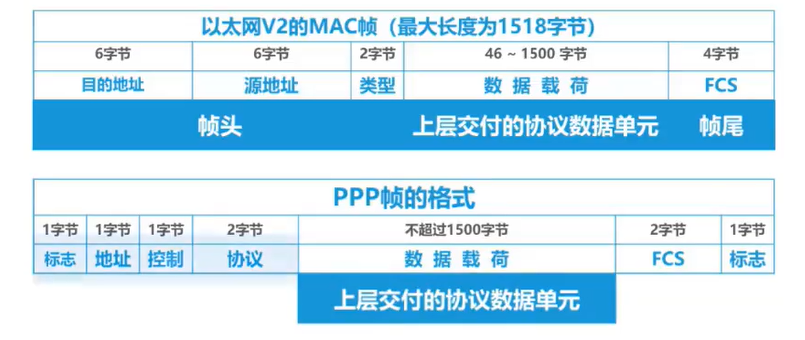 以太网V2的MAC帧（最大长度为1518字节）
6字节 6字节 2字节 46 ~ 1500 字节 4字节
目的地址 源地址 类型 数 据 载 荷 FCS
帧头 上层交付的协议数据单元 帧尾
PPP帧的格式
1字节 1字节 1字节 2字节 不超过1500字节 2字节 1字节
标志 地址 控制 协议 数 据 载 荷 FCS 标志
上层交付的协议数据单元